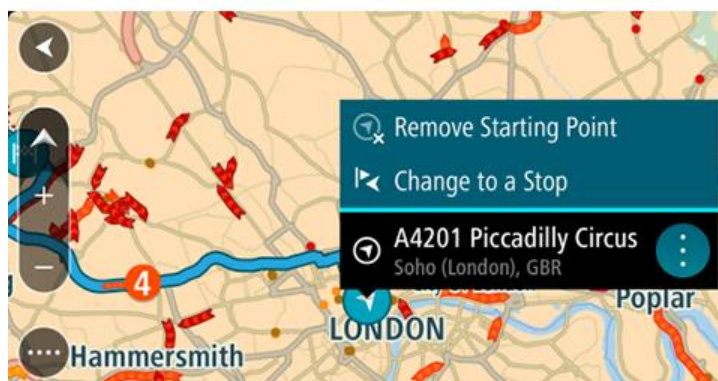 Remove Starting Point
Change to a Stop
A4201 Piccadilly Circus
Soho (London), GBR
4
Poplar
LONDON
Hammersmith